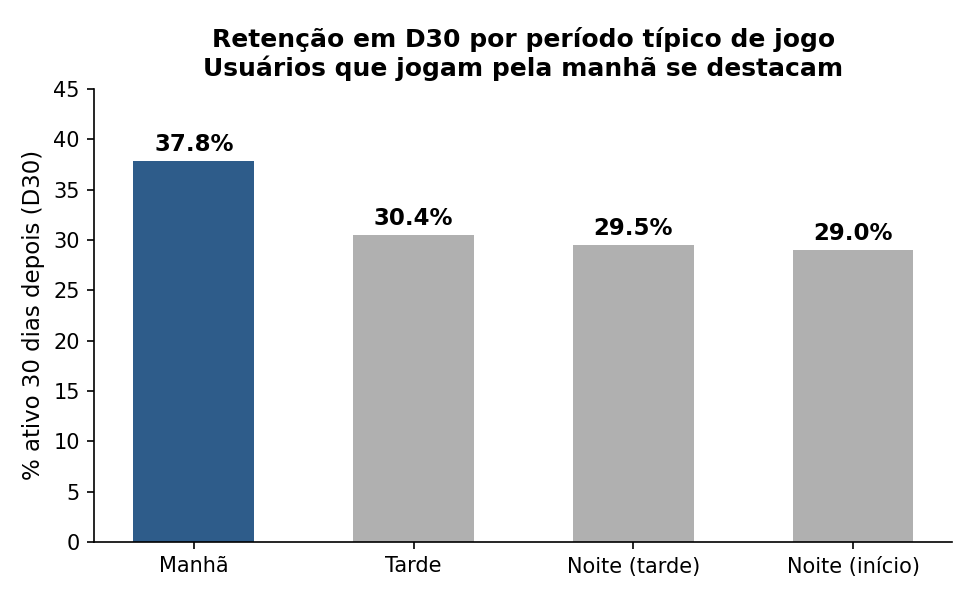 Retenção em D30 por período típico de jogo
Usuários que jogam pela manhã se destacam
% ativo 30 dias depois (D30)
45
40
35
30
25
20
15
10
5
0
37.8%
30.4%
29.5%
29.0%
Manhã
Tarde
Noite (tarde)
Noite (início)